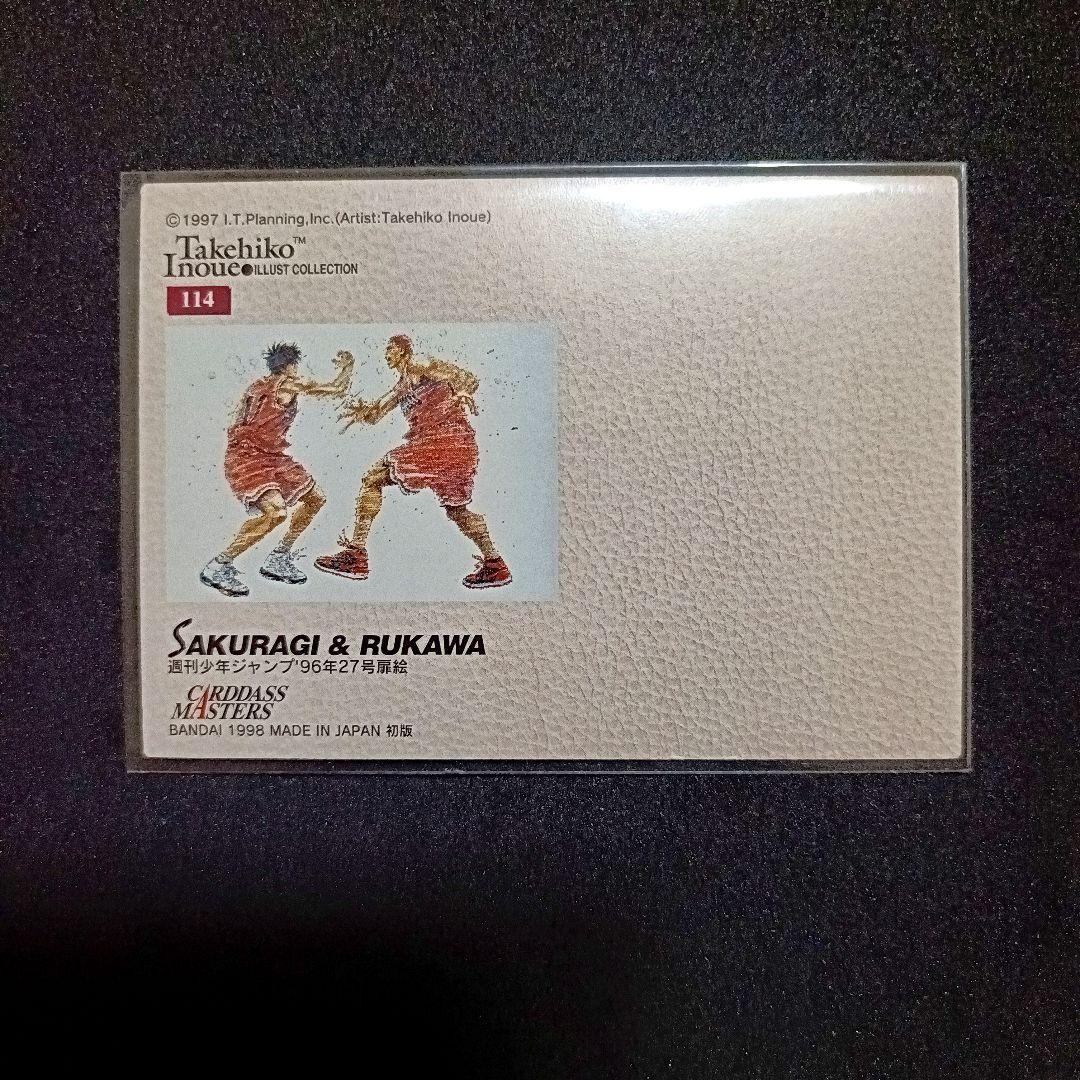 ©1997 I.T.Planning,Inc.(Artist:Takehiko Inoue)
Takehiko™
Inoue●ILLUST COLLECTION
114
SAKURAGI & RUKAWA
週刊少年ジャンプ'96年27号扉絵
CARDDASS
MASTERS
BANDAI 1998 MADE IN JAPAN 初版